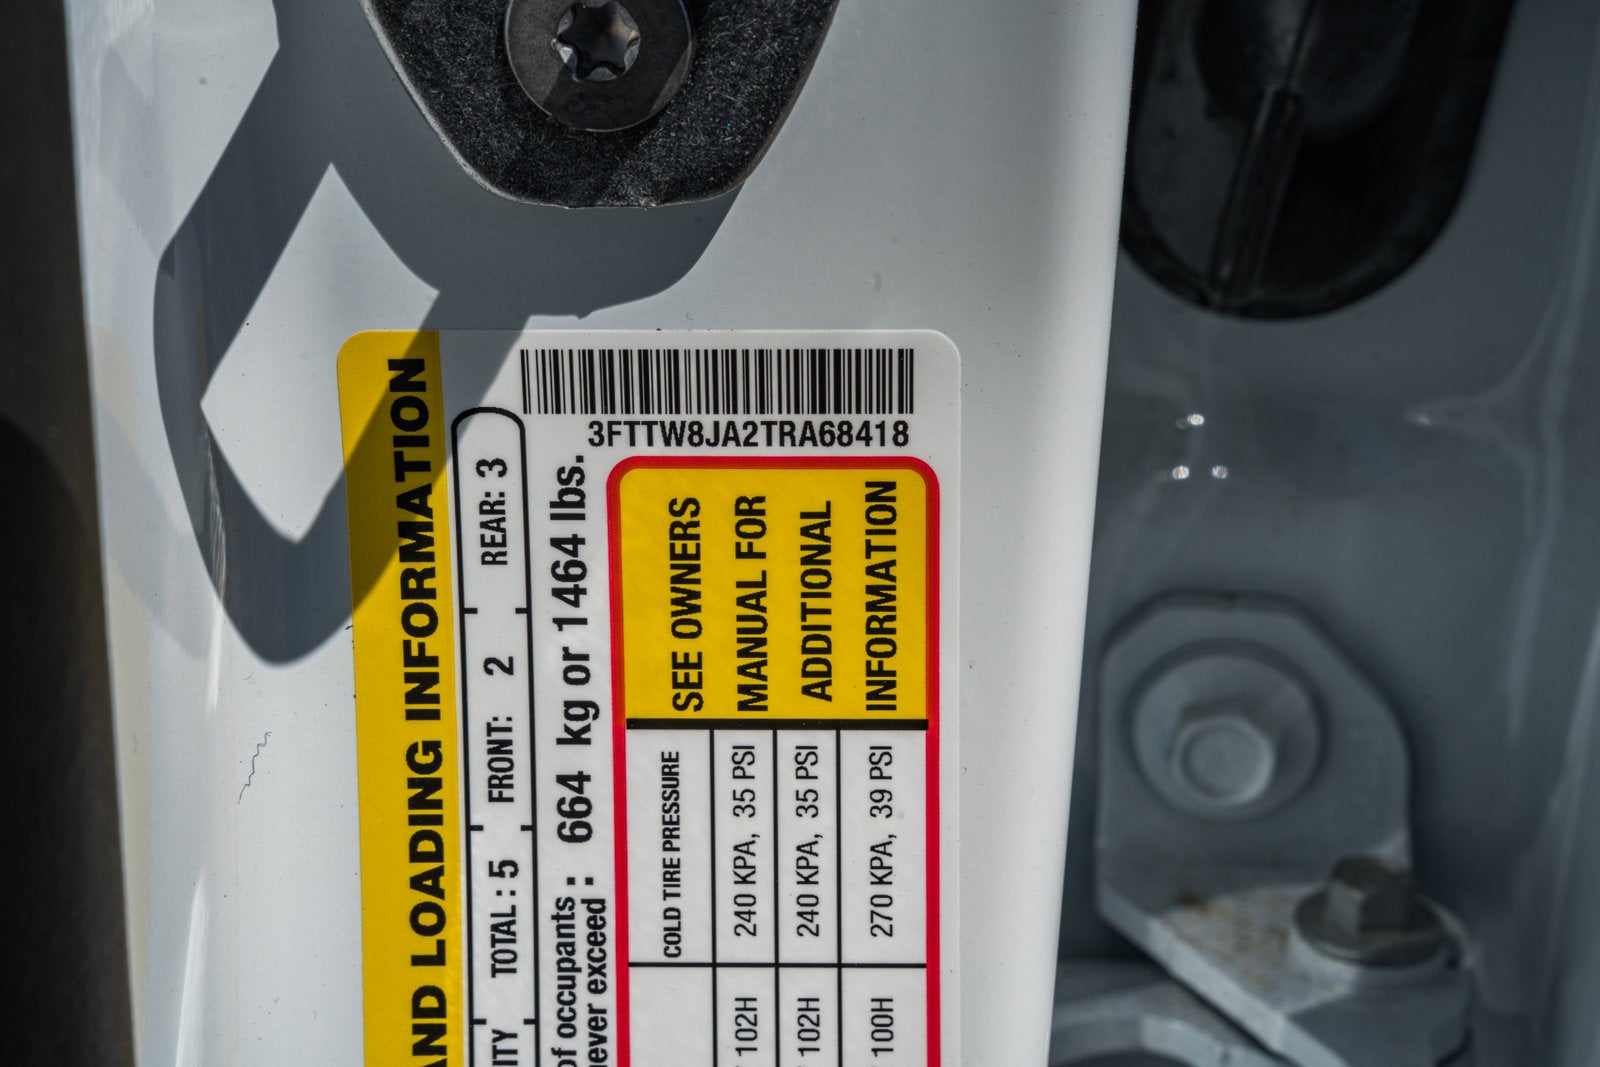 3FTTW8JA2TRA68418
AND LOADING INFORMATION
TOTAL : 5 FRONT: 2 REAR: 3
of occupants :
never exceed : 664 kg or 1464 lbs.
COLD TIRE PRESSURE
102H 240 KPA, 35 PSI
102H 240 KPA, 35 PSI
100H 270 KPA, 39 PSI
SEE OWNERS
MANUAL FOR
ADDITIONAL
INFORMATION